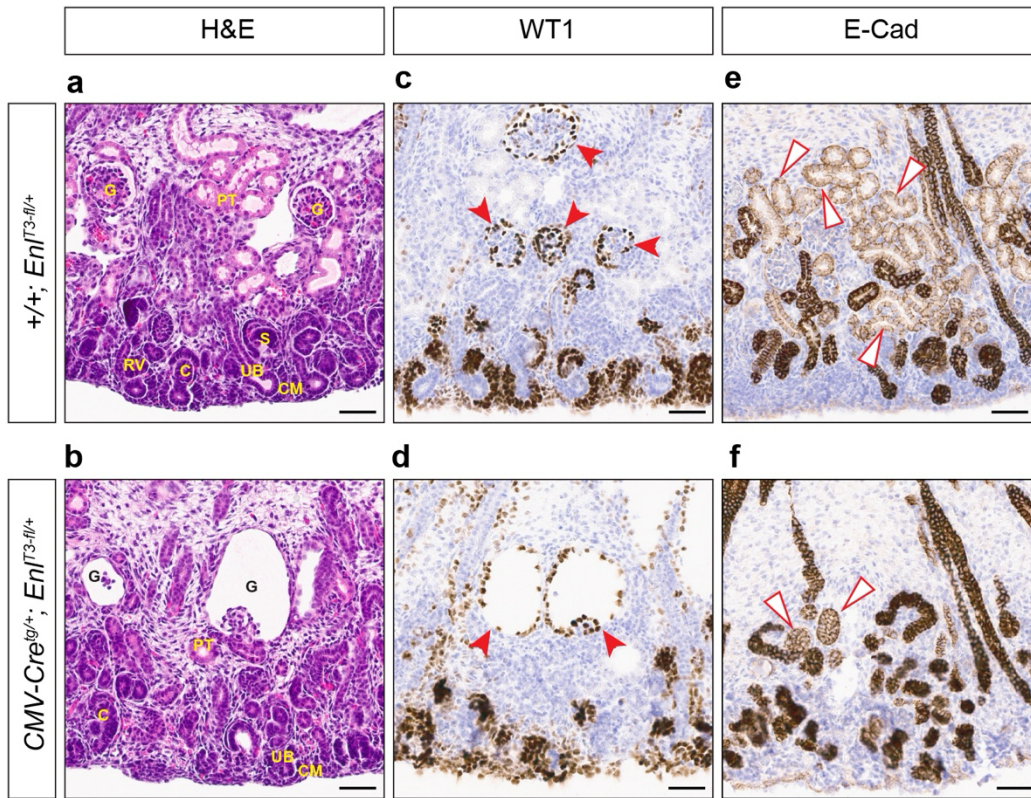 H&E
WT1
E-Cad
a
c
e
+/+; Enl^T3-fl/+
G
G
PT
RV
C
S
UB
CM
b
d
f
CMV-Cre^tg/+; Enl^T3-fl/+
G
G
PT
C
UB
CM